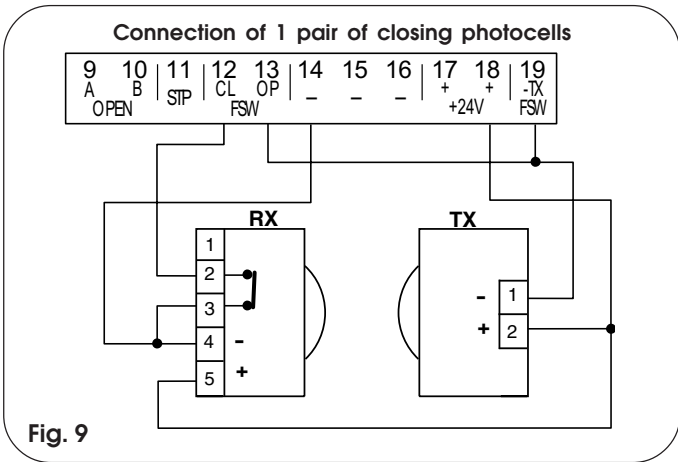 Connection of 1 pair of closing photocells
9 10 11 12 13 14 15 16 17 18 19
A B STP CL OP - - - + + -TX
OPEN FSW +24V FSW
RX TX
1
2
3
4 -
5 +
- 1
+ 2
Fig. 9